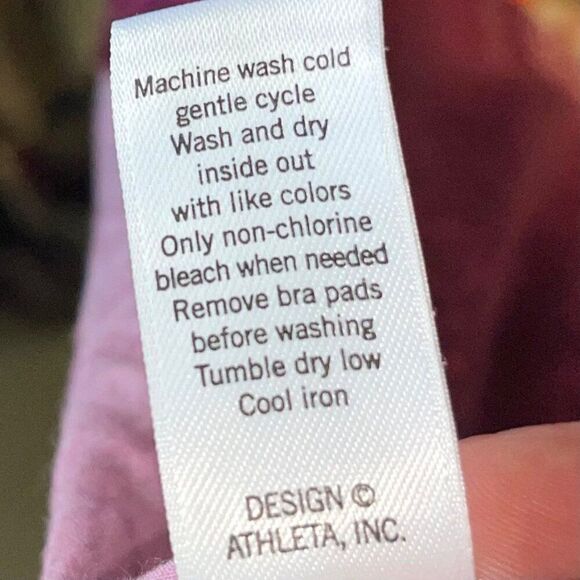 Machine wash cold
gentle cycle
Wash and dry
inside out
with like colors
Only non-chlorine
bleach when needed
Remove bra pads
before washing
Tumble dry low
Cool iron
DESIGN ©
ATHLETA, INC.